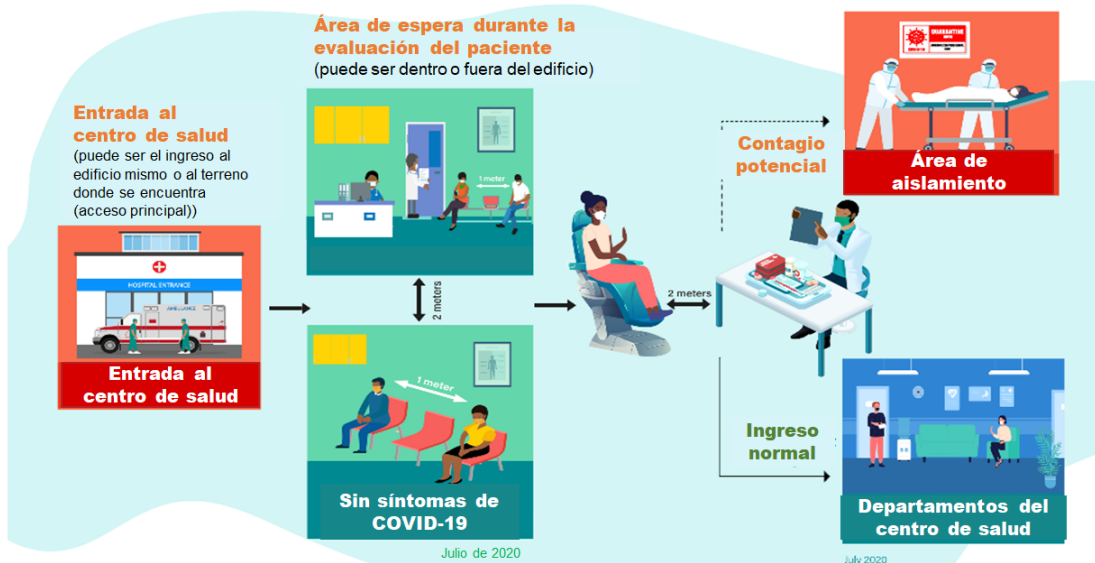 Entrada al
centro de salud
(puede ser el ingreso al
edificio mismo o al terreno
donde se encuentra
(acceso principal))
HOSPITAL ENTRANCE
AMBULANCE
Entrada al
centro de salud
Área de espera durante la
evaluación del paciente
(puede ser dentro o fuera del edificio)
1 meter
2 meters
1 meter
Sin síntomas de
COVID-19
Julio de 2020
2 meters
Contagio
potencial
QUARANTINE
Área de
aislamiento
Ingreso
normal
Departamentos del
centro de salud
July 2020